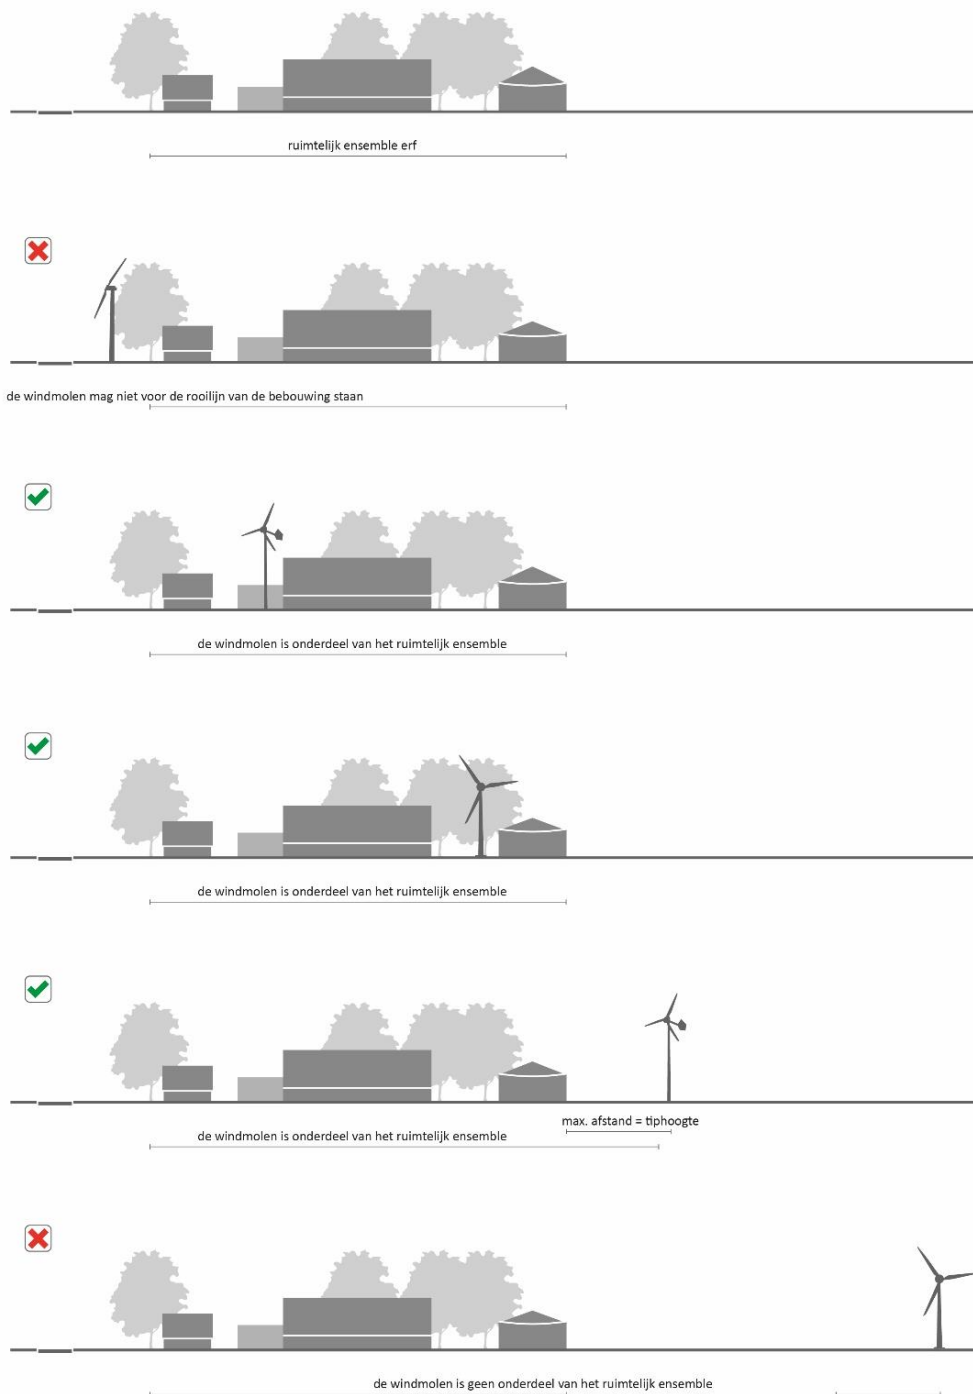 ruimtelijk ensemble erf
de windmolen mag niet voor de rooilijn van de bebouwing staan
de windmolen is onderdeel van het ruimtelijk ensemble
de windmolen is onderdeel van het ruimtelijk ensemble
max. afstand = tiphoogte
de windmolen is onderdeel van het ruimtelijk ensemble
de windmolen is geen onderdeel van het ruimtelijk ensemble